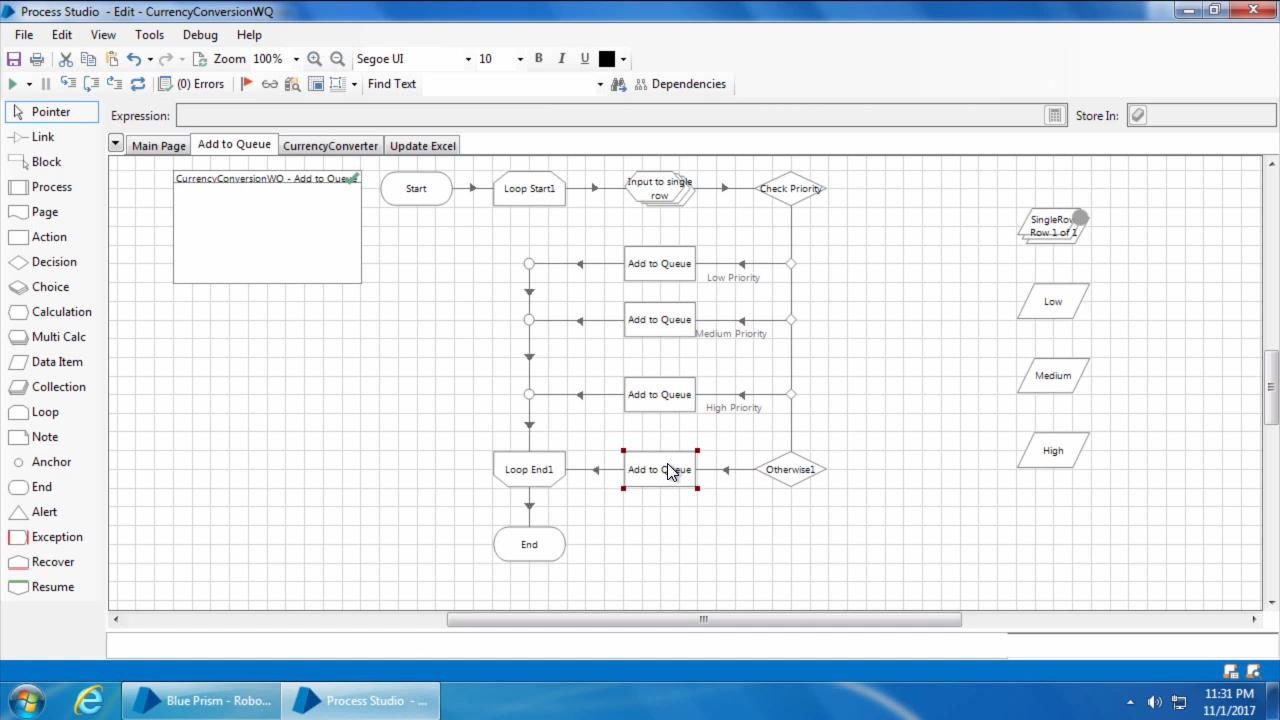 Process Studio - Edit - CurrencyConversionWQ
File Edit View Tools Debug Help
Zoom 100% Segoe UI 10 B I U
(0) Errors Find Text Dependencies
Pointer
Link
Block
Process
Page
Action
Decision
Choice
Calculation
Multi Calc
Data Item
Collection
Loop
Note
Anchor
End
Alert
Exception
Recover
Resume
Expression: Store In:
Main Page Add to Queue CurrencyConverter Update Excel
CurrencyConversionWQ - Add to Queue
Start
Loop Start1
Input to single
row
Check Priority
Add to Queue
Low Priority
Add to Queue
Medium Priority
Add to Queue
High Priority
Loop End1
Add to Queue
Otherwise1
End
SingleRow
Row 1 of 1
Low
Medium
High
Blue Prism - Robo...
Process Studio - ...
11:31 PM
11/1/2017